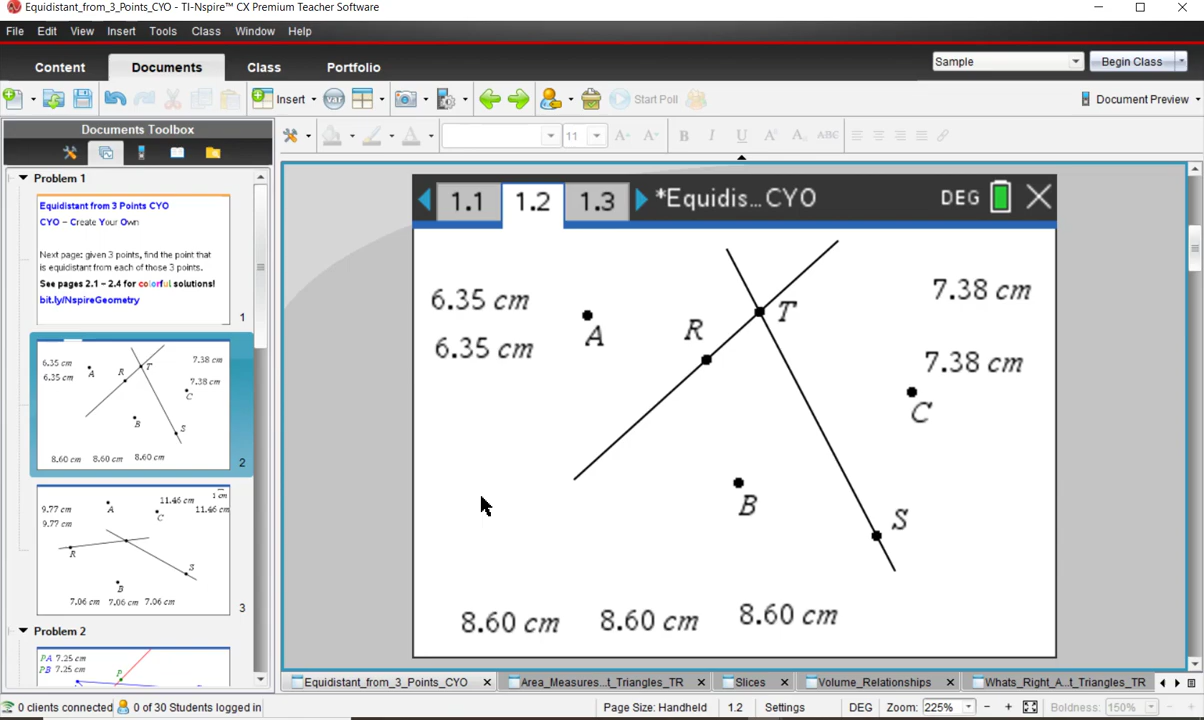 Equidistant_from_3_Points_CYO - TI-Nspire™ CX Premium Teacher Software
File Edit View Insert Tools Class Window Help
Content Documents Class Portfolio
Sample Begin Class
Insert Start Poll Document Preview
Documents Toolbox
11 B I U A A ABC
Problem 1
Equidistant from 3 Points CYO
CYO – Create Your Own
Next page: given 3 points, find the point that
is equidistant from each of those 3 points.
See pages 2.1 – 2.4 for colorful solutions!
bit.ly/NspireGeometry
1
6.35 cm
6.35 cm
A
R
T
7.38 cm
7.38 cm
C
B
S
8.60 cm 8.60 cm 8.60 cm
2
9.77 cm
9.77 cm
A
11.46 cm
C
1 cm
11.46 cm
R
S
B
7.06 cm 7.06 cm 7.06 cm
3
Problem 2
PA 7.25 cm
PB 7.25 cm
P
1.1 1.2 1.3 *Equidis...CYO DEG
6.35 cm
6.35 cm
A
R
T
7.38 cm
7.38 cm
C
B
S
8.60 cm 8.60 cm 8.60 cm
Equidistant_from_3_Points_CYO Area_Measures...t_Triangles_TR Slices Volume_Relationships Whats_Right_A...t_Triangles_TR
0 clients connected 0 of 30 Students logged in Page Size: Handheld 1.2 Settings DEG Zoom: 225% Boldness: 150%